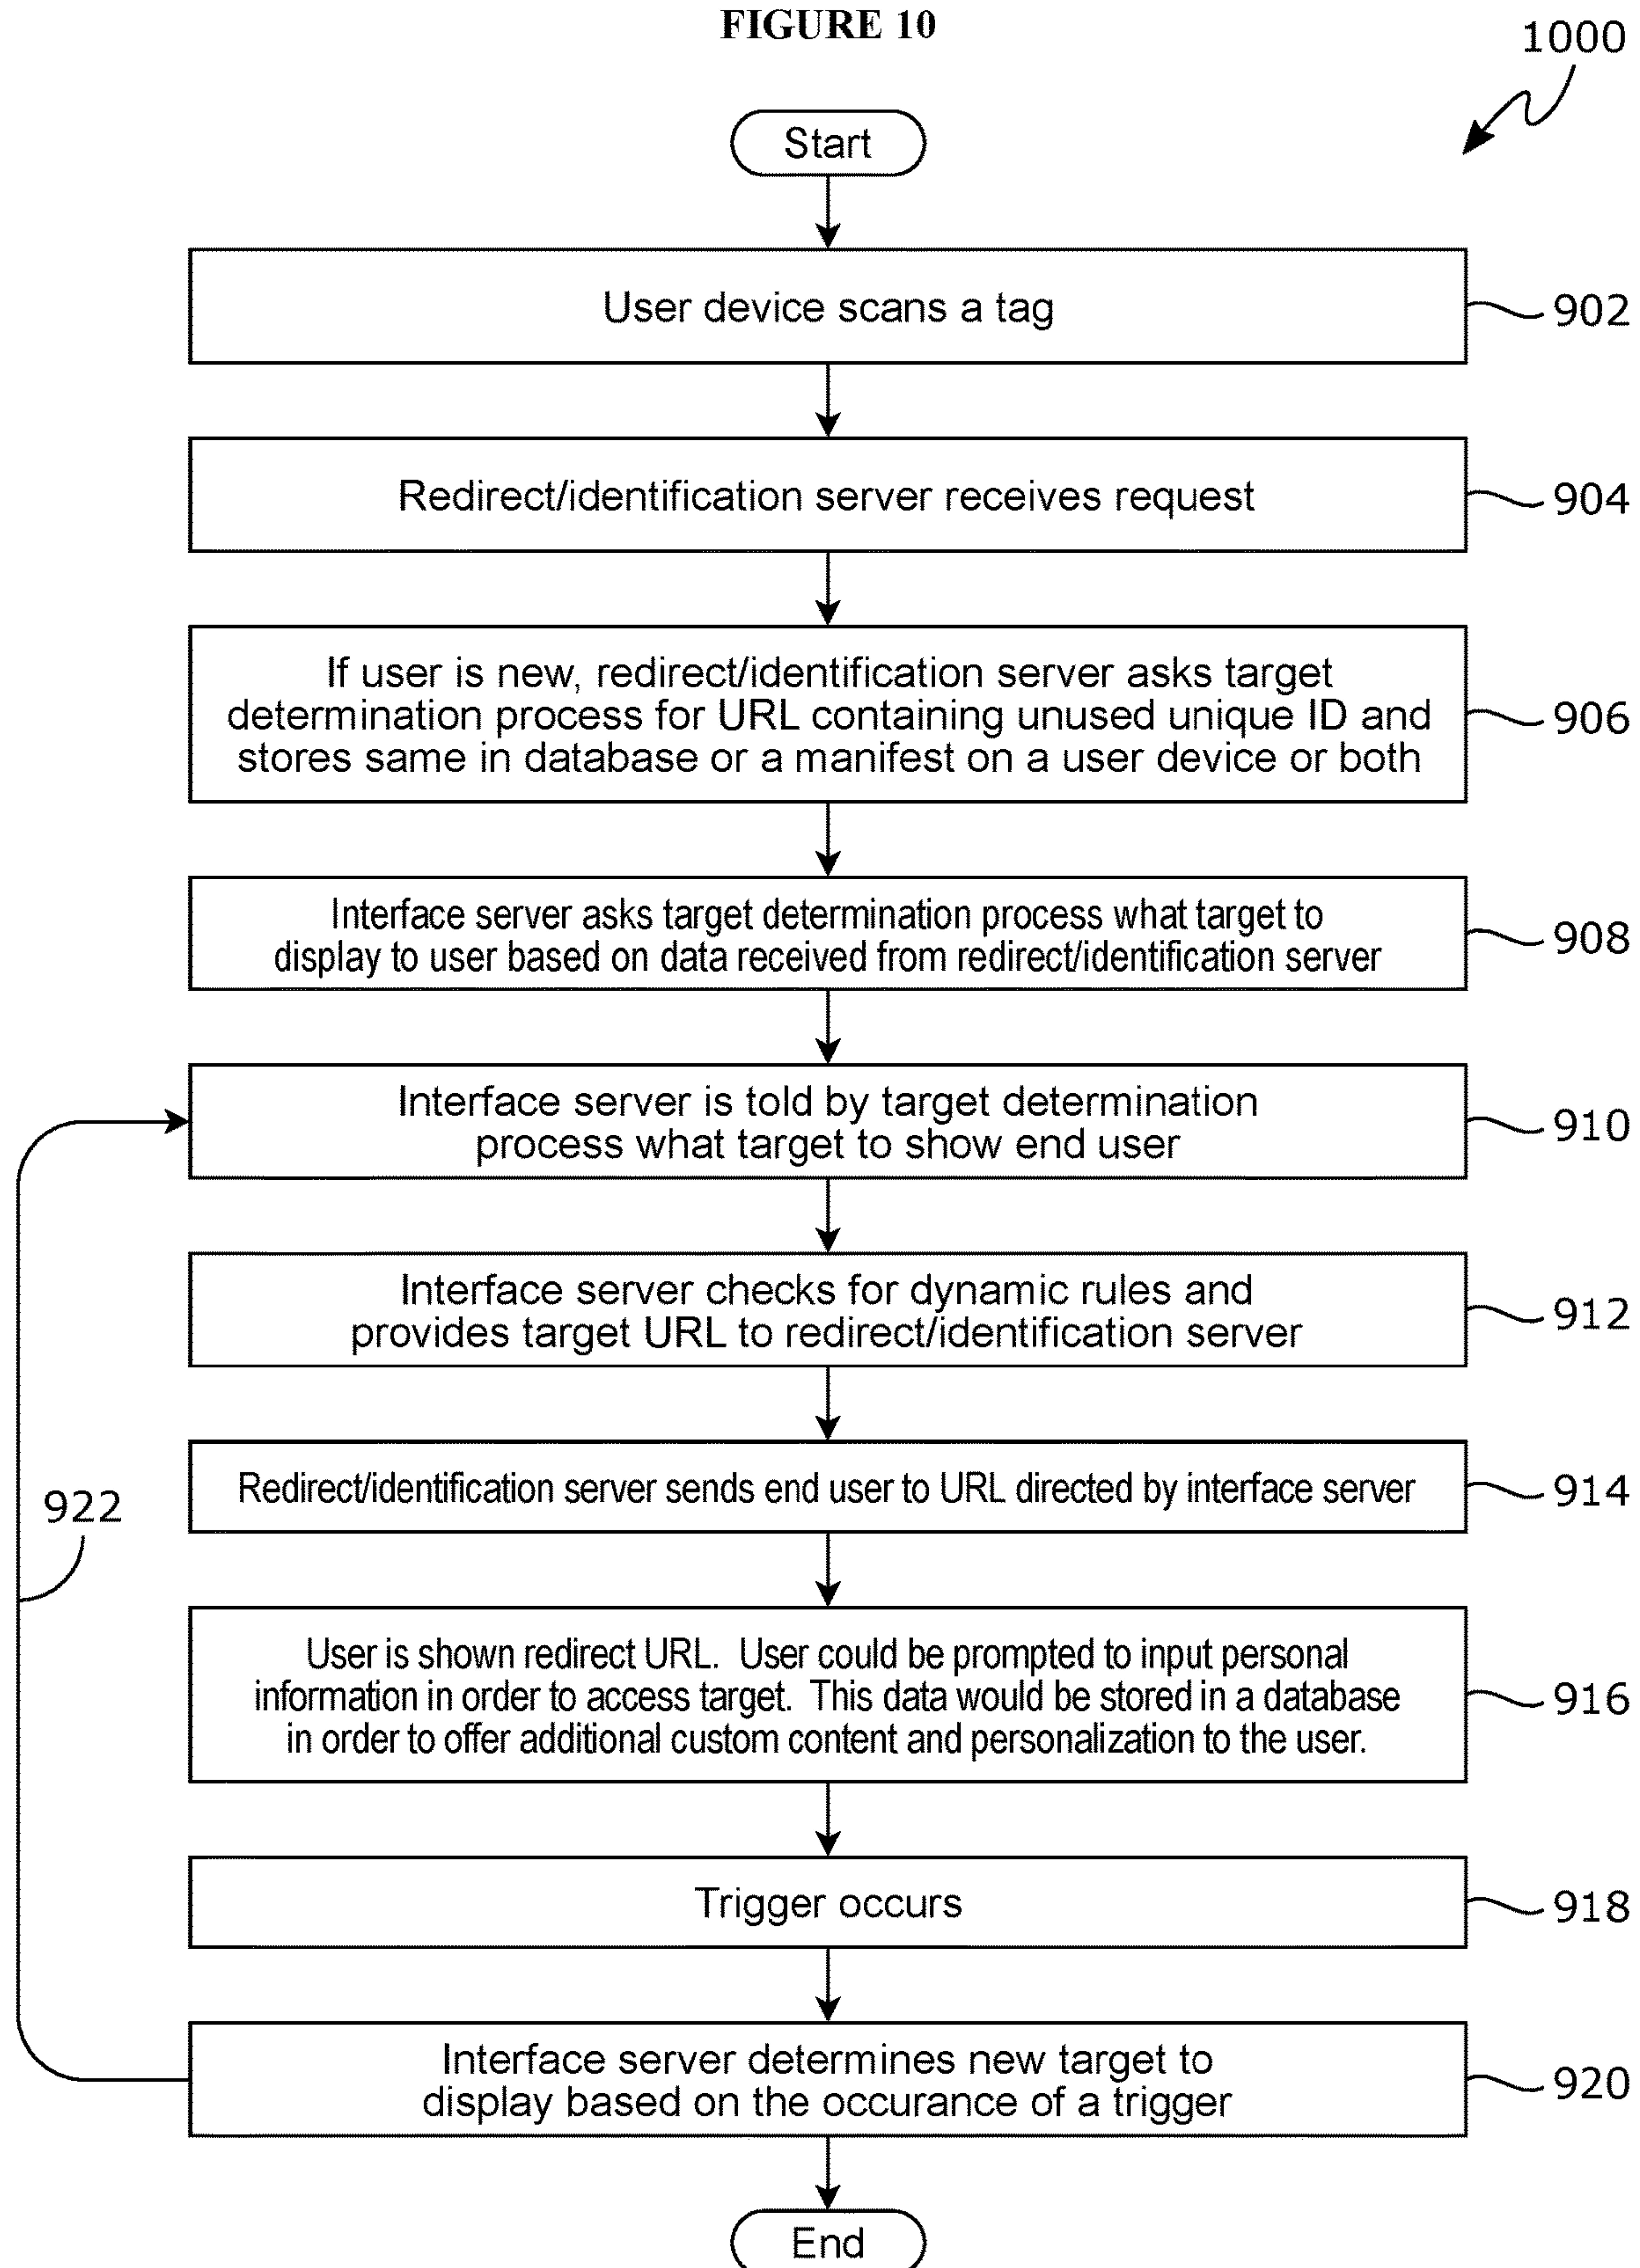 FIGURE 10
1000
Start
User device scans a tag
902
Redirect/identification server receives request
904
If user is new, redirect/identification server asks target
determination process for URL containing unused unique ID and
stores same in database or a manifest on a user device or both
906
Interface server asks target determination process what target to
display to user based on data received from redirect/identification server
908
Interface server is told by target determination
process what target to show end user
910
Interface server checks for dynamic rules and
provides target URL to redirect/identification server
912
Redirect/identification server sends end user to URL directed by interface server
914
922
User is shown redirect URL. User could be prompted to input personal
information in order to access target. This data would be stored in a database
in order to offer additional custom content and personalization to the user.
916
Trigger occurs
918
Interface server determines new target to
display based on the occurance of a trigger
920
End